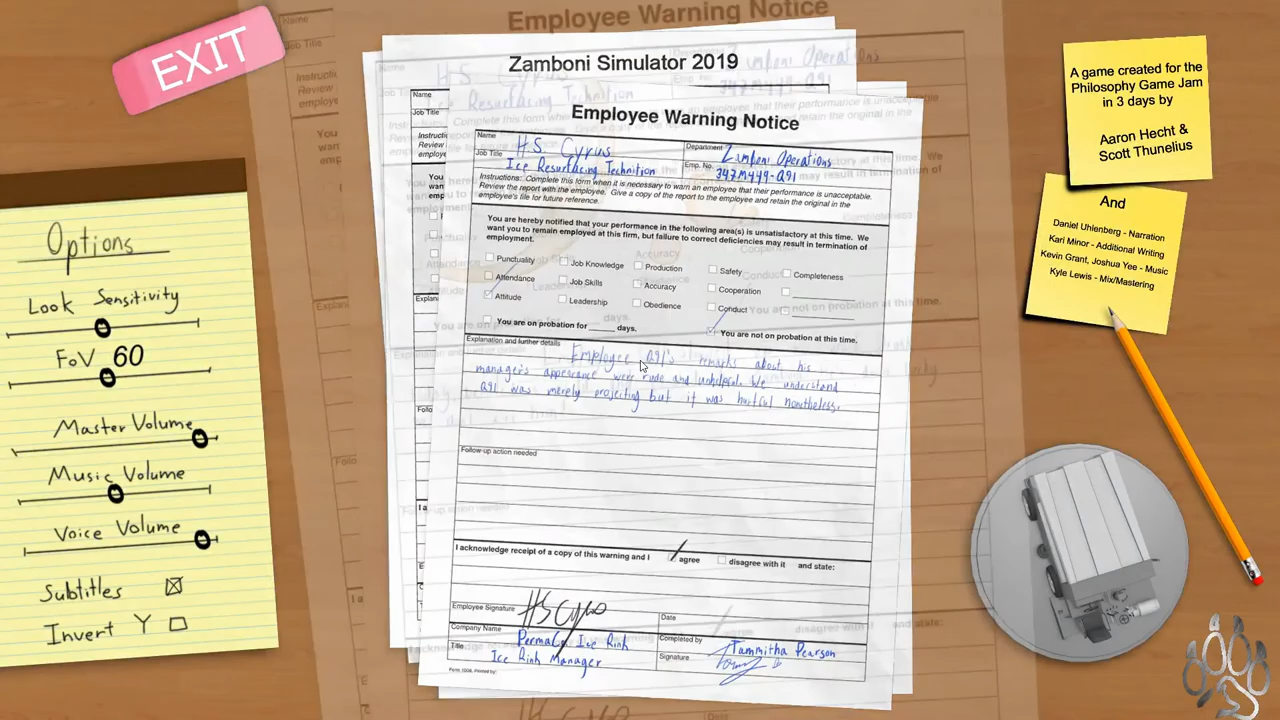 EXIT
Employee Warning Notice
Zamboni Simulator 2019
Employee Warning Notice
Name
H.S Cyrus
Department
Zamboni Operations
Job Title
Ice Resurfacing Technition
Emp. No.
347M449-A91
Instructions: Complete this form when it is necessary to warn an employee that their performance is unacceptable.
Review the report with the employee. Give a copy of the report to the employee and retain the original in the
employee's file for future reference.
You are hereby notified that your performance in the following area(s) is unsatisfactory at this time. We
want you to remain employed at this firm, but failure to correct deficiencies may result in termination of
employment.
Punctuality
Job Knowledge
Production
Safety
Completeness
Attendance
Job Skills
Accuracy
Cooperation
Attitude
Leadership
Obedience
Conduct
You are on probation for ____ days.
You are not on probation at this time.
Explanation and further details
Employee A91's remarks about his
manager's appearance were rude and unhelpful. We understand
A91 was merely projecting but it was hurtful nonetheless.
Follow-up action needed
I acknowledge receipt of a copy of this warning and I
agree
disagree with it
and state:
Employee Signature
HS Cyrus
Date
Company Name
PermaCo Ice Rink
Completed by
Tammitha Pearson
Title
Ice Rink Manager
Signature
Options
Look Sensitivity
FoV 60
Master Volume
Music Volume
Voice Volume
Subtitles
Invert Y
A game created for the
Philosophy Game Jam
in 3 days by
Aaron Hecht &
Scott Thunelius
And
Daniel Uhlenberg - Narration
Kari Minor - Additional Writing
Kevin Grant, Joshua Yee - Music
Kyle Lewis - Mix/Mastering